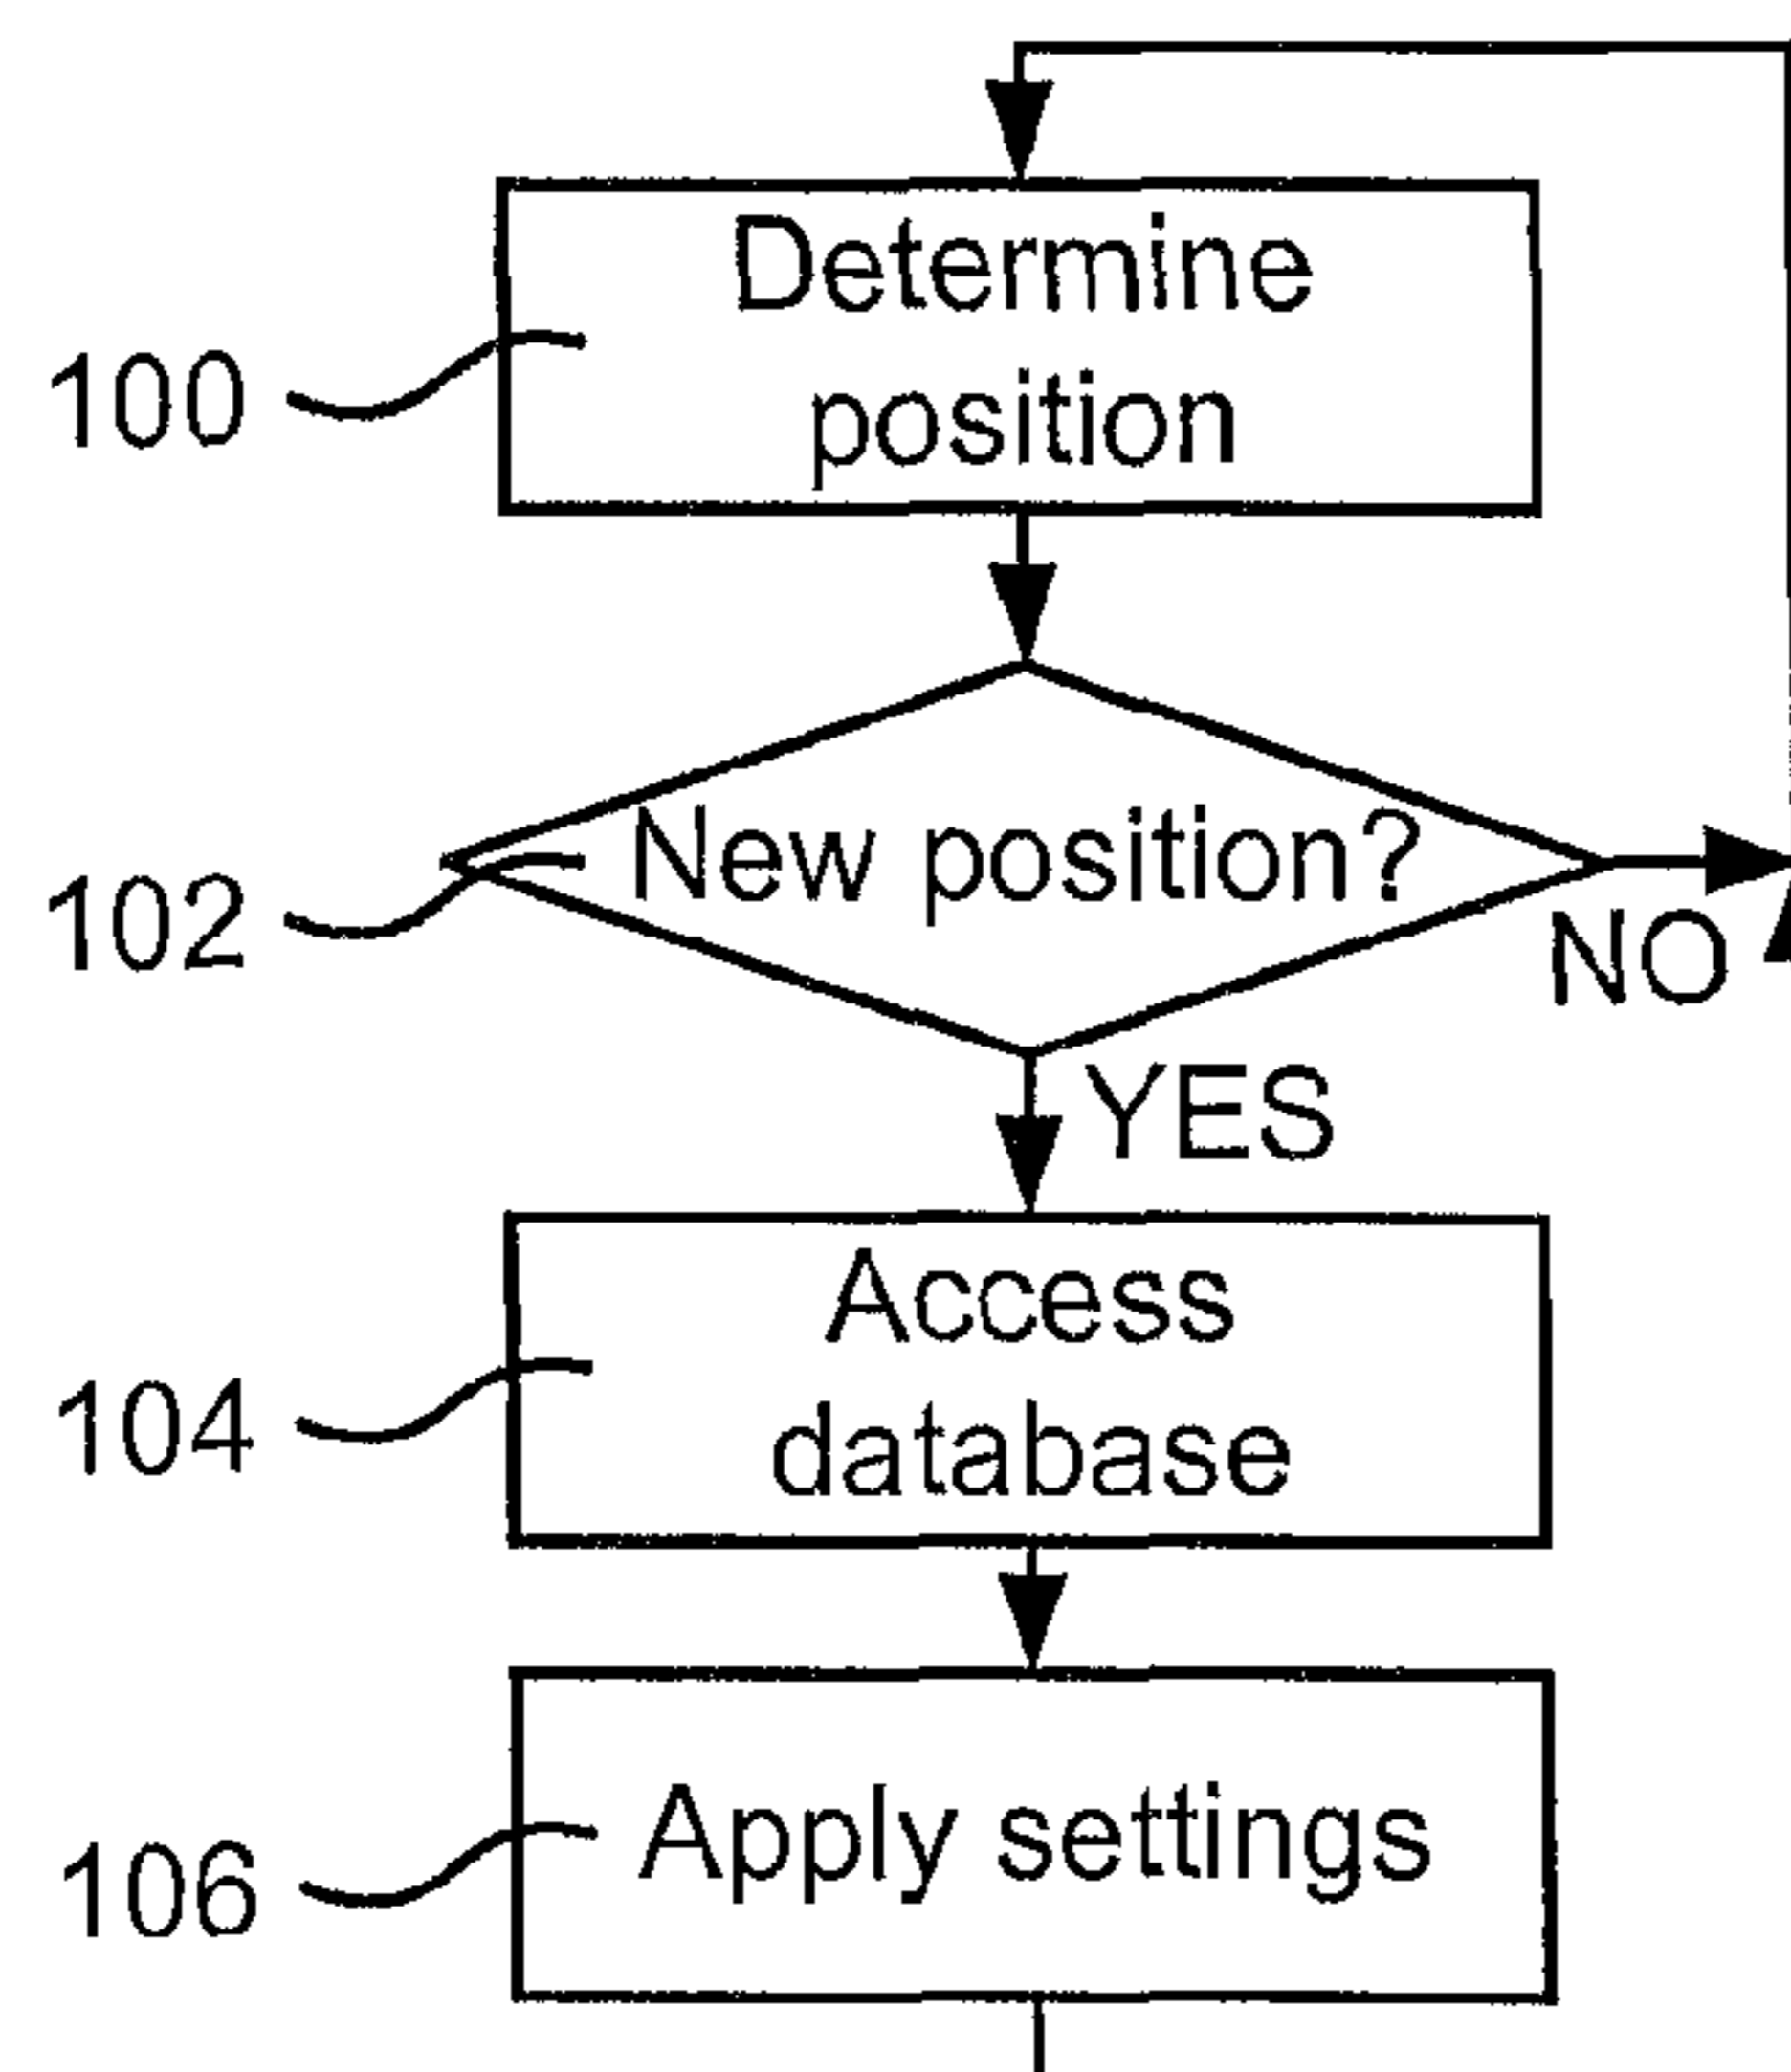 Determine
position
100
New position?
102
NO
YES
Access
database
104
Apply settings
106